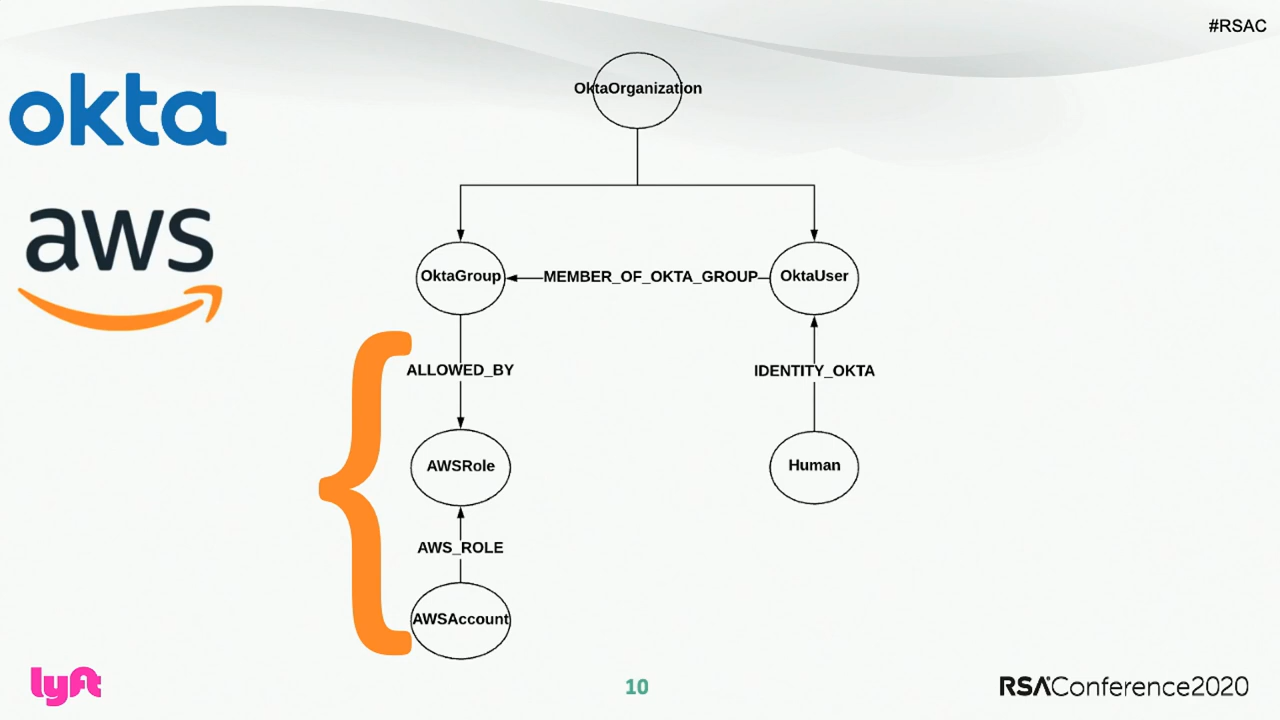 #RSAC
okta
aws
OktaOrganization
OktaGroup
MEMBER_OF_OKTA_GROUP
OktaUser
ALLOWED_BY
IDENTITY_OKTA
AWSRole
Human
AWS_ROLE
AWSAccount
lyft
10
RSAConference2020